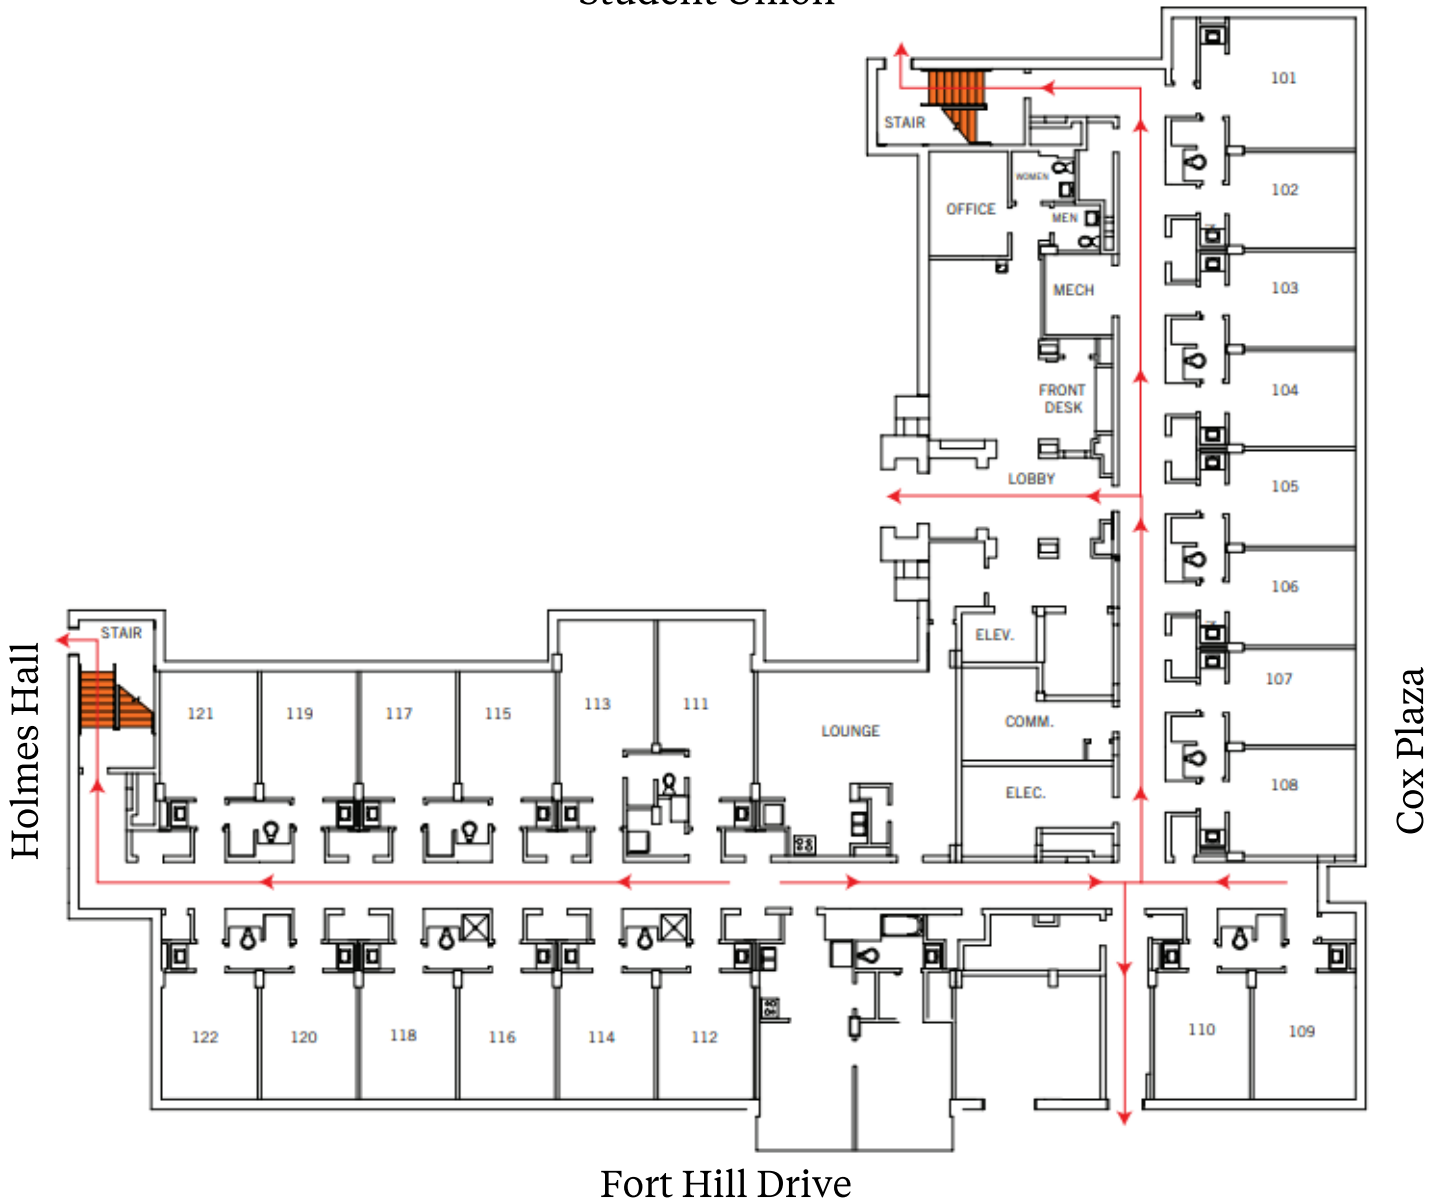 Student Union
101
STAIR
WOMEN
102
OFFICE
MEN
MECH
103
FRONT
DESK
104
LOBBY
105
106
ELEV.
STAIR
107
113
111
121
119
117
115
COMM.
LOUNGE
ELEC.
108
Holmes Hall
Cox Plaza
122
120
118
116
114
112
110
109
Fort Hill Drive